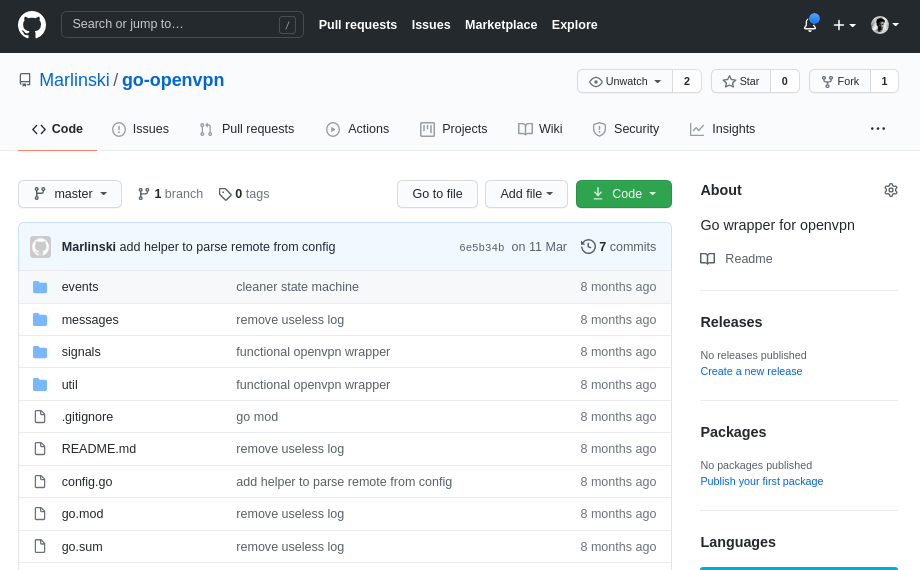 Search or jump to… /
Pull requests Issues Marketplace Explore
Marlinski / go-openvpn
Unwatch 2 Star 0 Fork 1
Code Issues Pull requests Actions Projects Wiki Security Insights
master 1 branch 0 tags Go to file Add file Code
Marlinski add helper to parse remote from config 6e5b34b on 11 Mar 7 commits
events cleaner state machine 8 months ago
messages remove useless log 8 months ago
signals functional openvpn wrapper 8 months ago
util functional openvpn wrapper 8 months ago
.gitignore go mod 8 months ago
README.md remove useless log 8 months ago
config.go add helper to parse remote from config 8 months ago
go.mod remove useless log 8 months ago
go.sum remove useless log 8 months ago
About
Go wrapper for openvpn
Readme
Releases
No releases published
Create a new release
Packages
No packages published
Publish your first package
Languages